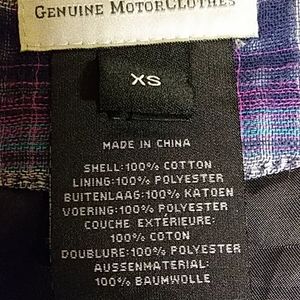 GENUINE MOTORCLOTHES
XS
MADE IN CHINA
SHELL:100% COTTON
LINING:100% POLYESTER
BUITENLAAG:100% KATOEN
VOERING:100% POLYESTER
COUCHE EXTÉRIEURE:
100% COTON
DOUBLURE:100% POLYESTER
AUSSENMATERIAL:
100% BAUMWOLLE